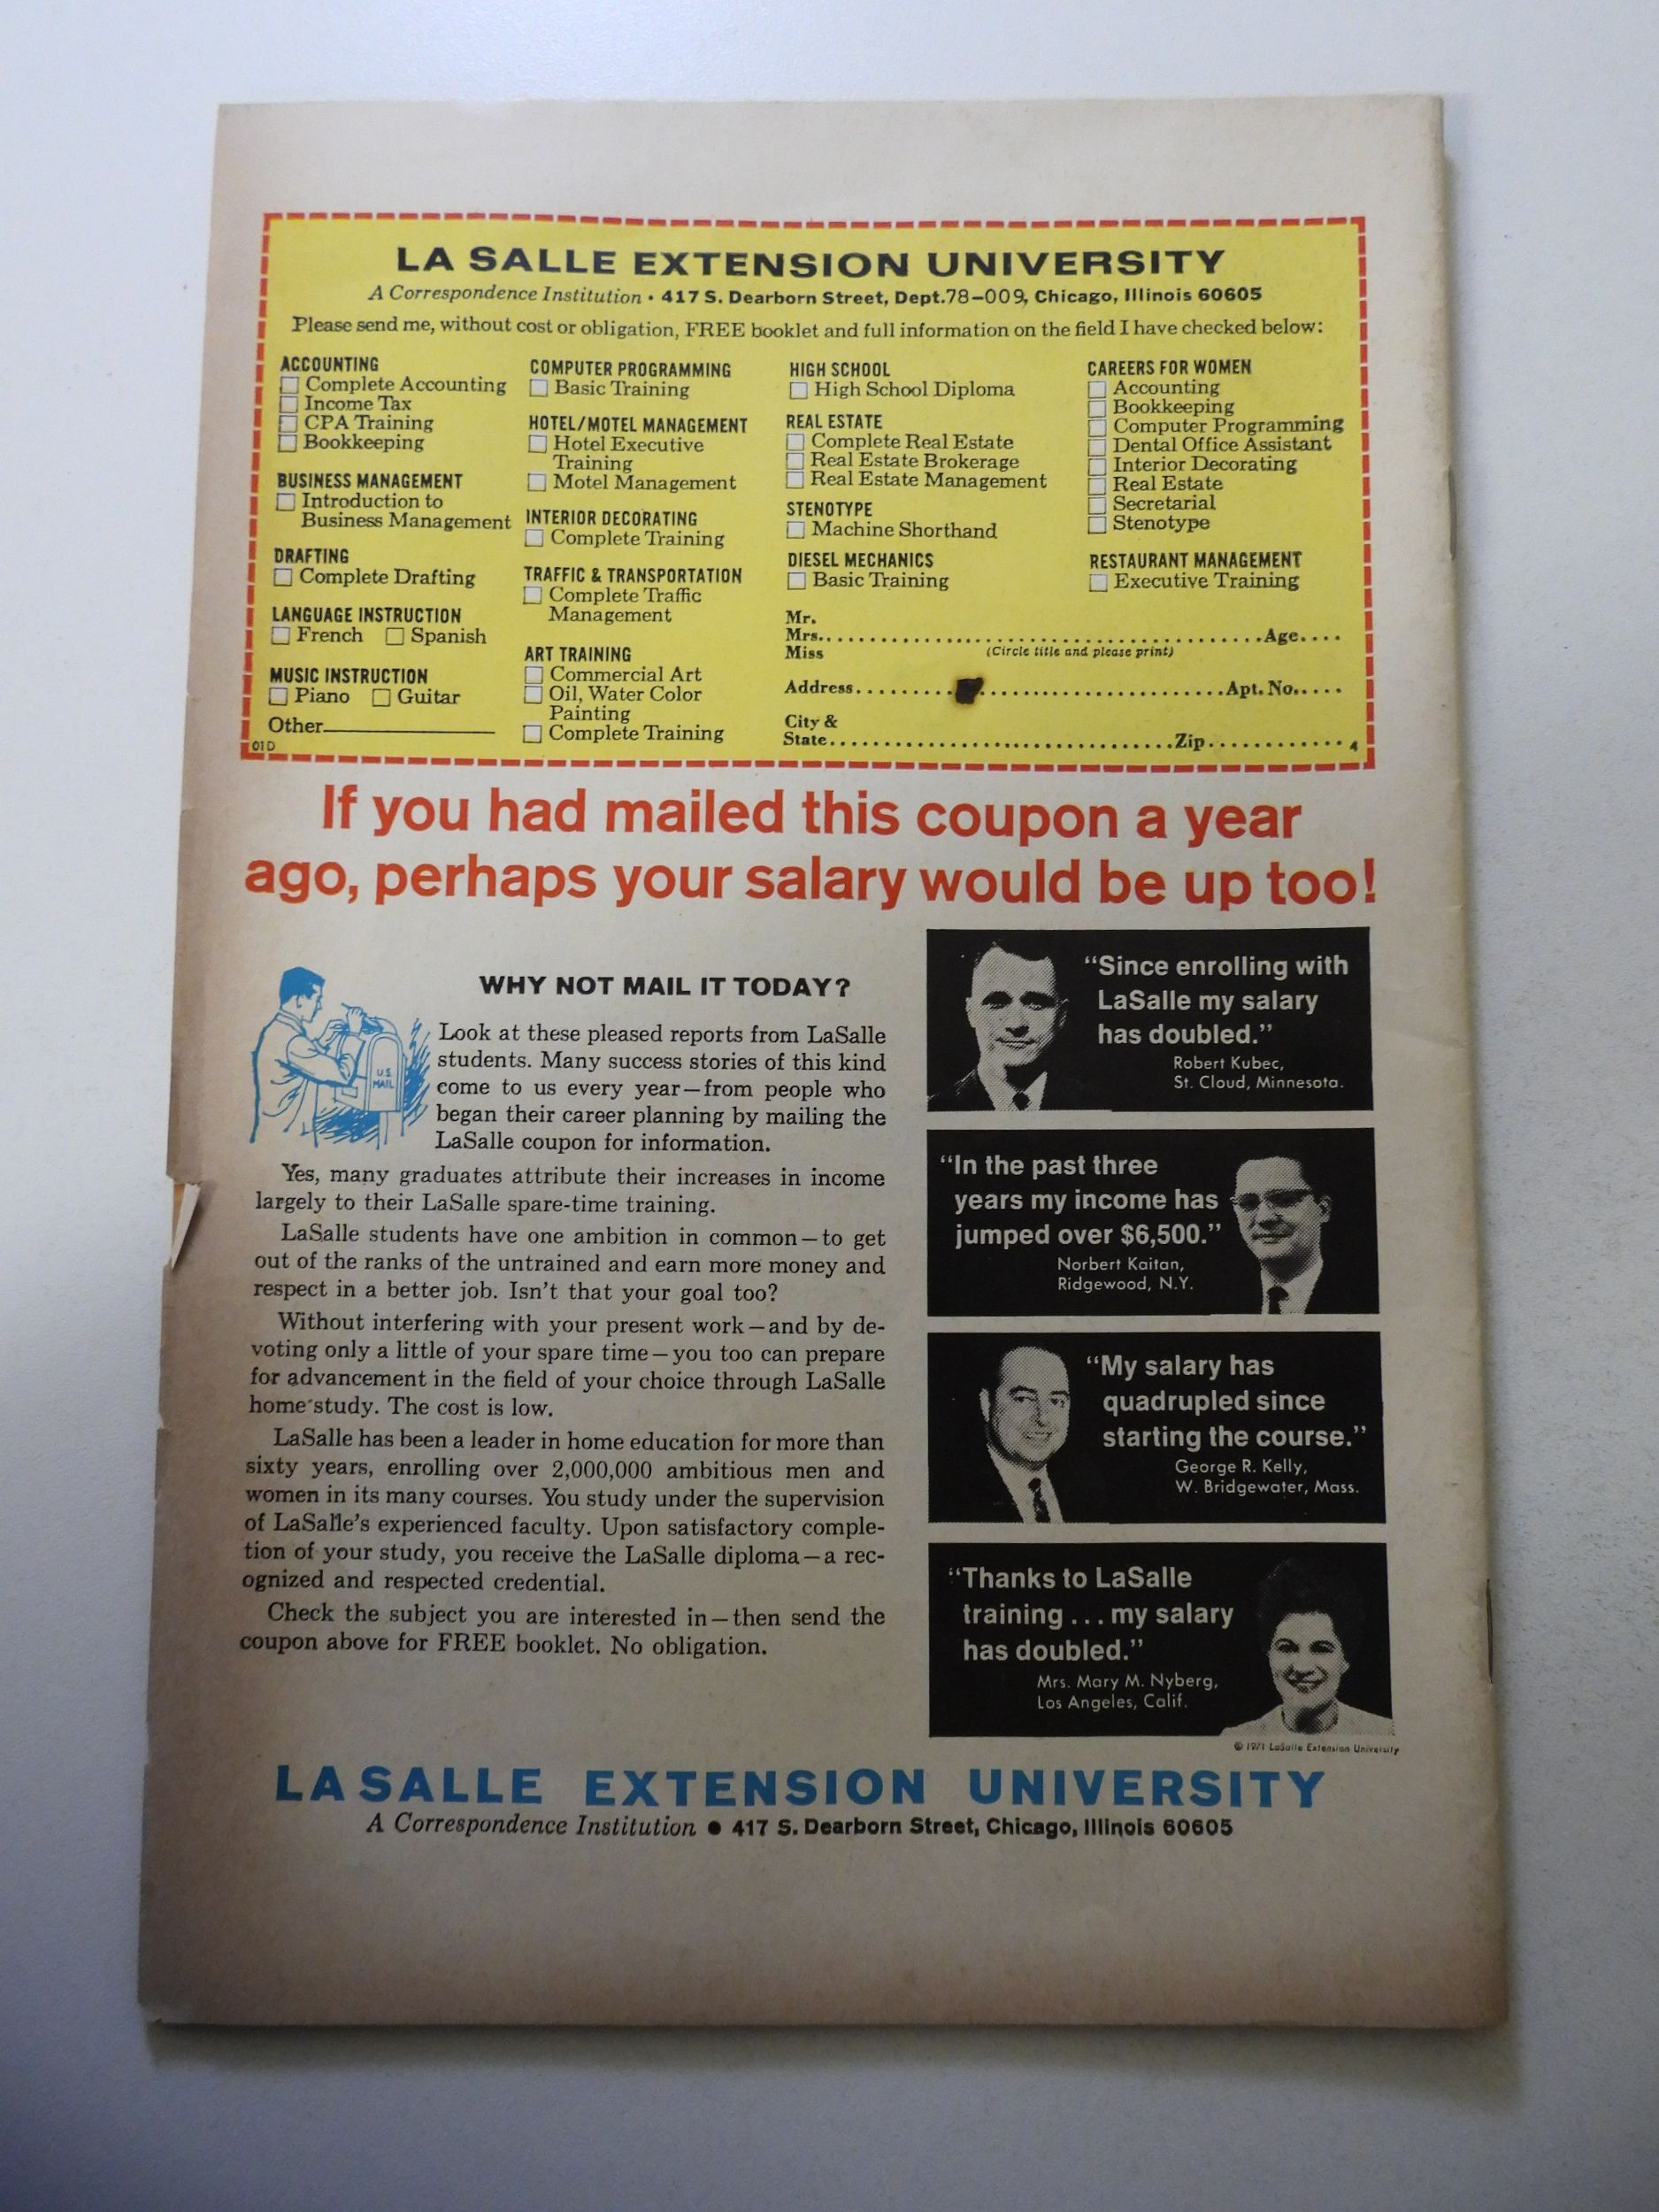 LA SALLE EXTENSION UNIVERSITY
A Correspondence Institution • 417 S. Dearborn Street, Dept.78-009, Chicago, Illinois 60605
Please send me, without cost or obligation, FREE booklet and full information on the field I have checked below:
ACCOUNTING
Complete Accounting
Income Tax
CPA Training
Bookkeeping
BUSINESS MANAGEMENT
Introduction to
Business Management
DRAFTING
Complete Drafting
LANGUAGE INSTRUCTION
French Spanish
MUSIC INSTRUCTION
Piano Guitar
Other
01D
COMPUTER PROGRAMMING
Basic Training
HOTEL/MOTEL MANAGEMENT
Hotel Executive
Training
Motel Management
INTERIOR DECORATING
Complete Training
TRAFFIC & TRANSPORTATION
Complete Traffic
Management
ART TRAINING
Commercial Art
Oil, Water Color
Painting
Complete Training
HIGH SCHOOL
High School Diploma
REAL ESTATE
Complete Real Estate
Real Estate Brokerage
Real Estate Management
STENOTYPE
Machine Shorthand
DIESEL MECHANICS
Basic Training
CAREERS FOR WOMEN
Accounting
Bookkeeping
Computer Programming
Dental Office Assistant
Interior Decorating
Real Estate
Secretarial
Stenotype
RESTAURANT MANAGEMENT
Executive Training
Mr.
Mrs. Age
Miss (Circle title and please print)
Address Apt. No.
City &
State Zip 4
If you had mailed this coupon a year
ago, perhaps your salary would be up too!
U.S.
MAIL
WHY NOT MAIL IT TODAY?
Look at these pleased reports from LaSalle
students. Many success stories of this kind
come to us every year—from people who
began their career planning by mailing the
LaSalle coupon for information.
Yes, many graduates attribute their increases in income
largely to their LaSalle spare-time training.
LaSalle students have one ambition in common—to get
out of the ranks of the untrained and earn more money and
respect in a better job. Isn't that your goal too?
Without interfering with your present work—and by de-
voting only a little of your spare time—you too can prepare
for advancement in the field of your choice through LaSalle
home study. The cost is low.
LaSalle has been a leader in home education for more than
sixty years, enrolling over 2,000,000 ambitious men and
women in its many courses. You study under the supervision
of LaSalle's experienced faculty. Upon satisfactory comple-
tion of your study, you receive the LaSalle diploma—a rec-
ognized and respected credential.
Check the subject you are interested in—then send the
coupon above for FREE booklet. No obligation.
"Since enrolling with
LaSalle my salary
has doubled."
Robert Kubec,
St. Cloud, Minnesota.
"In the past three
years my income has
jumped over $6,500."
Norbert Kaitan,
Ridgewood, N.Y.
"My salary has
quadrupled since
starting the course."
George R. Kelly,
W. Bridgewater, Mass.
"Thanks to LaSalle
training . . . my salary
has doubled."
Mrs. Mary M. Nyberg,
Los Angeles, Calif.
© 1971 LaSalle Extension University
LASALLE EXTENSION UNIVERSITY
A Correspondence Institution • 417 S. Dearborn Street, Chicago, Illinois 60605